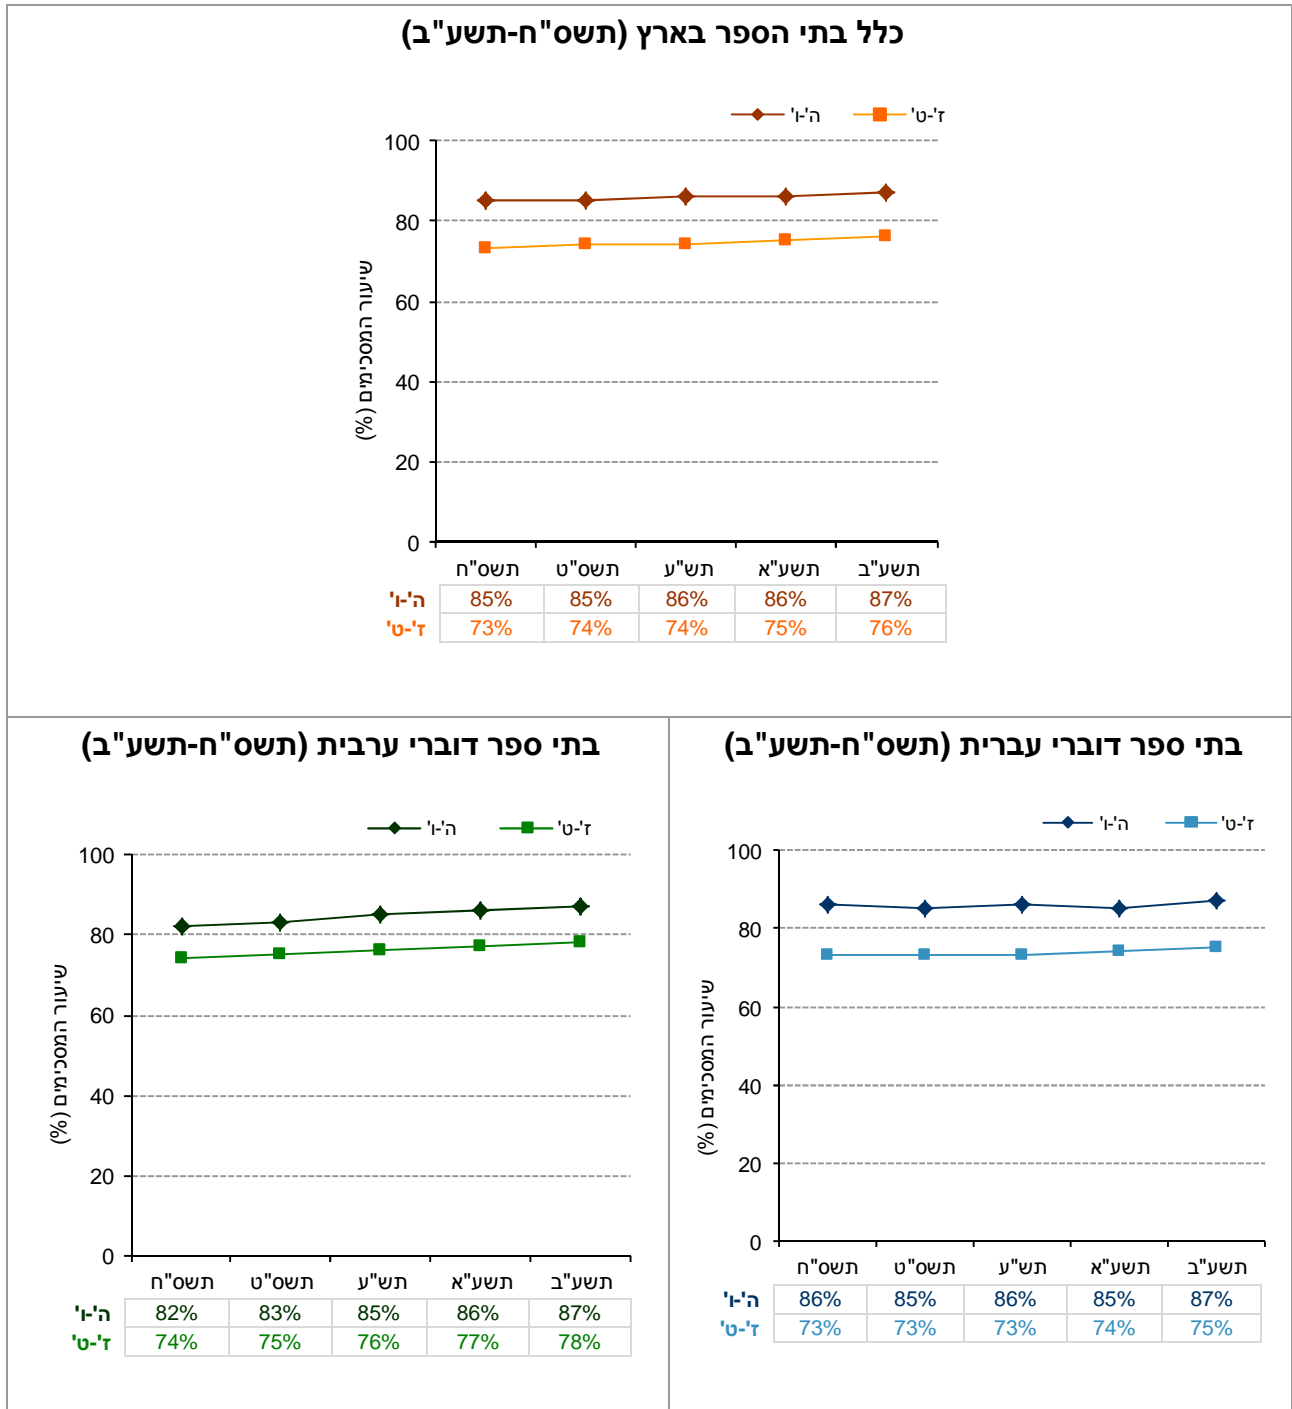 כלל בתי הספר בארץ (תשס"ח-תשע"ב)
ה'-ו' ז'-ט'
שיעור המסכימים (%)
100
80
60
40
20
0
תשס"ח תשס"ט תש"ע תשע"א תשע"ב
ה'-ו' 85% 85% 86% 86% 87%
ז'-ט' 73% 74% 74% 75% 76%
בתי ספר דוברי עברית (תשס"ח-תשע"ב)
ה'-ו' ז'-ט'
שיעור המסכימים (%)
100
80
60
40
20
0
תשס"ח תשס"ט תש"ע תשע"א תשע"ב
ה'-ו' 86% 85% 86% 85% 87%
ז'-ט' 73% 73% 73% 74% 75%
בתי ספר דוברי ערבית (תשס"ח-תשע"ב)
ה'-ו' ז'-ט'
שיעור המסכימים (%)
100
80
60
40
20
0
תשס"ח תשס"ט תש"ע תשע"א תשע"ב
ה'-ו' 82% 83% 85% 86% 87%
ז'-ט' 74% 75% 76% 77% 78%